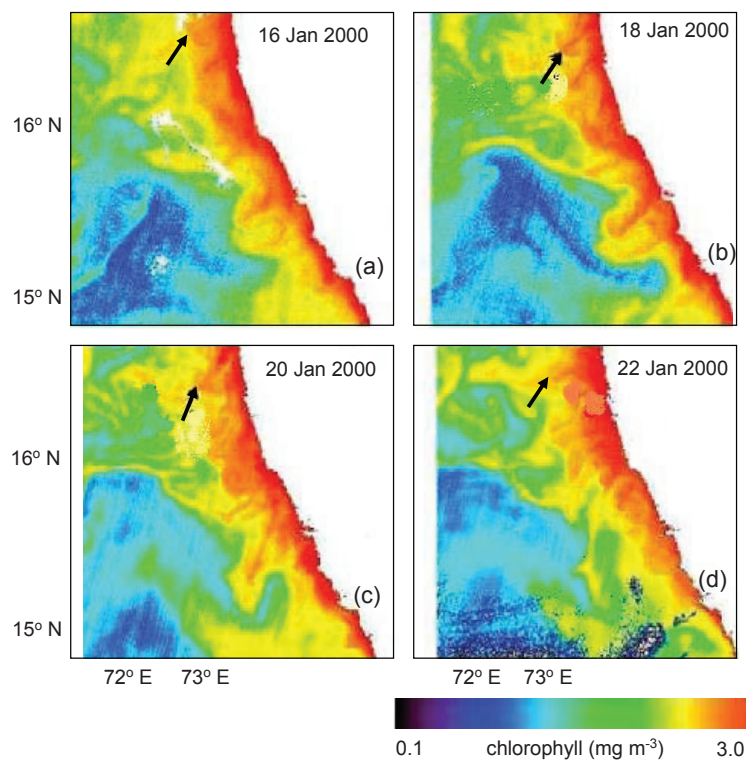 16 Jan 2000
18 Jan 2000
16° N
15° N
(a)
(b)
20 Jan 2000
22 Jan 2000
16° N
15° N
(c)
(d)
72° E 73° E 72° E 73° E
0.1 chlorophyll (mg m⁻³) 3.0